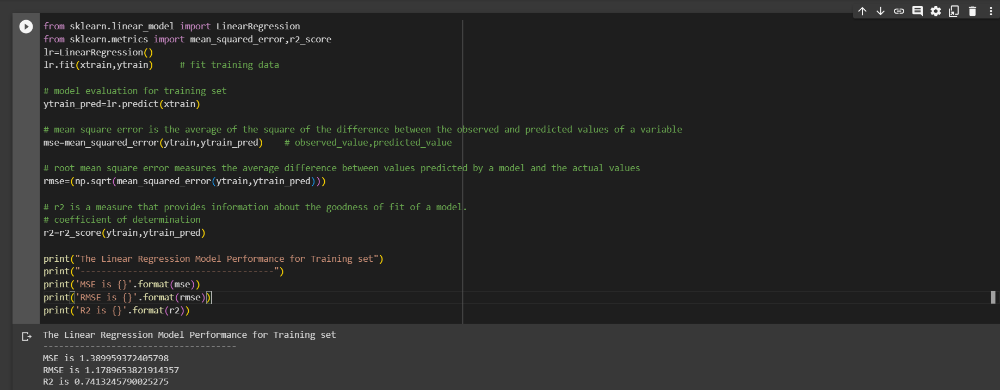 from sklearn.linear_model import LinearRegression
from sklearn.metrics import mean_squared_error,r2_score
lr=LinearRegression()
lr.fit(xtrain,ytrain)     # fit training data
# model evaluation for training set
ytrain_pred=lr.predict(xtrain)
# mean square error is the average of the square of the difference between the observed and predicted values of a variable
mse=mean_squared_error(ytrain,ytrain_pred)    # observed_value,predicted_value
# root mean square error measures the average difference between values predicted by a model and the actual values
rmse=(np.sqrt(mean_squared_error(ytrain,ytrain_pred)))
# r2 is a measure that provides information about the goodness of fit of a model.
# coefficient of determination
r2=r2_score(ytrain,ytrain_pred)
print("The Linear Regression Model Performance for Training set")
print("-------------------------------------")
print('MSE is {}'.format(mse))
print('RMSE is {}'.format(rmse))
print('R2 is {}'.format(r2))
The Linear Regression Model Performance for Training set
-------------------------------------
MSE is 1.389959372405798
RMSE is 1.1789653821914357
R2 is 0.7413245790025275